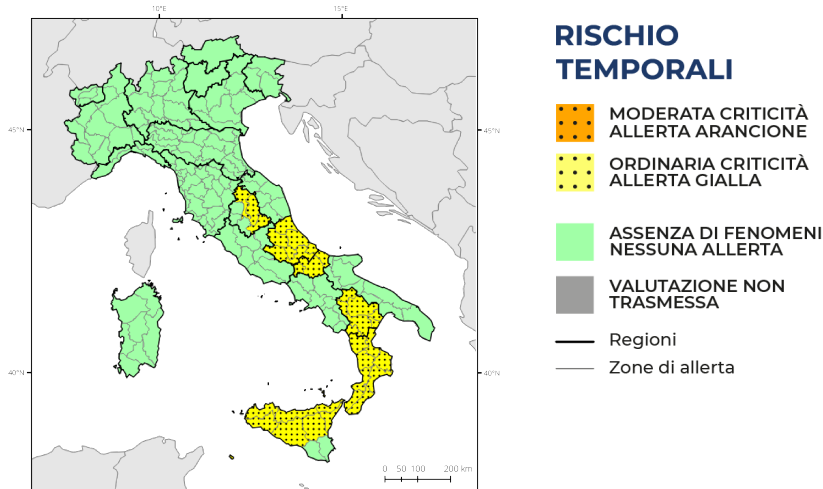 10°E 15°E
RISCHIO
TEMPORALI
MODERATA CRITICITÀ
ALLERTA ARANCIONE
45°N 45°N
ORDINARIA CRITICITÀ
ALLERTA GIALLA
ASSENZA DI FENOMENI
NESSUNA ALLERTA
VALUTAZIONE NON
TRASMESSA
Regioni
Zone di allerta
40°N 40°N
0 50 100 200 km